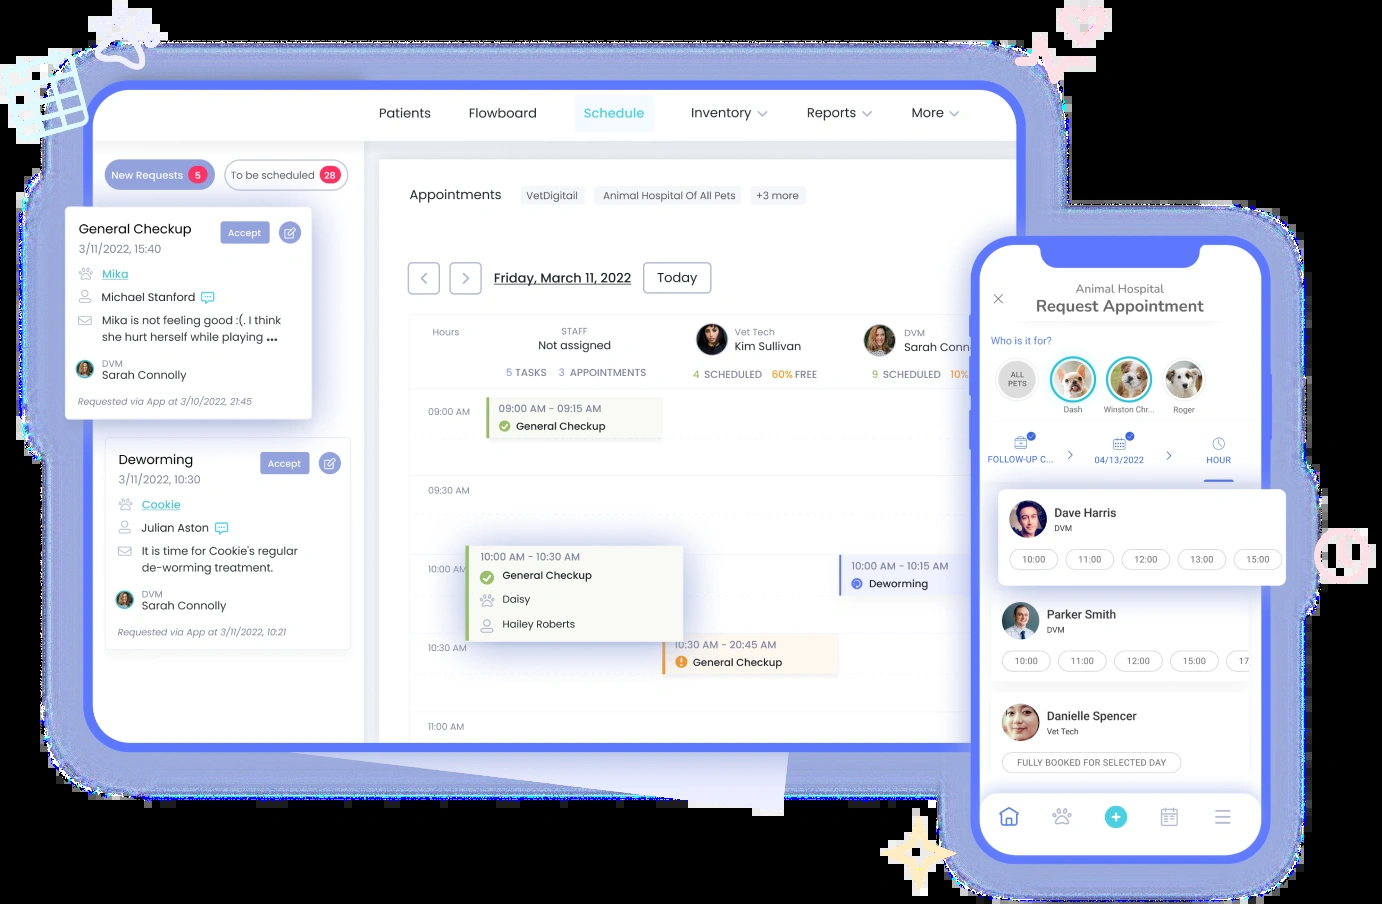 Patients
Flowboard
Schedule
Inventory
Reports
More
New Requests 5
To be scheduled 28
General Checkup
Accept
3/11/2022, 15:40
Mika
Michael Stanford
Mika is not feeling good :(. I think
she hurt herself while playing ...
DVM
Sarah Connolly
Requested via App at 3/10/2022, 21:45
Deworming
Accept
3/11/2022, 10:30
Cookie
Julian Aston
It is time for Cookie's regular
de-worming treatment.
DVM
Sarah Connolly
Requested via App at 3/11/2022, 10:21
Appointments
VetDigitail
Animal Hospital Of All Pets
+3 more
Friday, March 11, 2022
Today
Hours
STAFF
Not assigned
5 TASKS 3 APPOINTMENTS
Vet Tech
Kim Sullivan
4 SCHEDULED 60% FREE
DVM
Sarah Conn
9 SCHEDULED 10%
09:00 AM
09:00 AM - 09:15 AM
General Checkup
09:30 AM
10:00 AM
10:00 AM - 10:30 AM
General Checkup
Daisy
Hailey Roberts
10:00 AM - 10:15 AM
Deworming
10:30 AM
10:30 AM - 20:45 AM
General Checkup
11:00 AM
Animal Hospital
Request Appointment
Who is it for?
ALL
PETS
Dash
Winston Chr...
Roger
FOLLOW-UP C...
04/13/2022
HOUR
Dave Harris
DVM
10:00 11:00 12:00 13:00 15:00
Parker Smith
DVM
10:00 11:00 12:00 15:00 17
Danielle Spencer
Vet Tech
FULLY BOOKED FOR SELECTED DAY